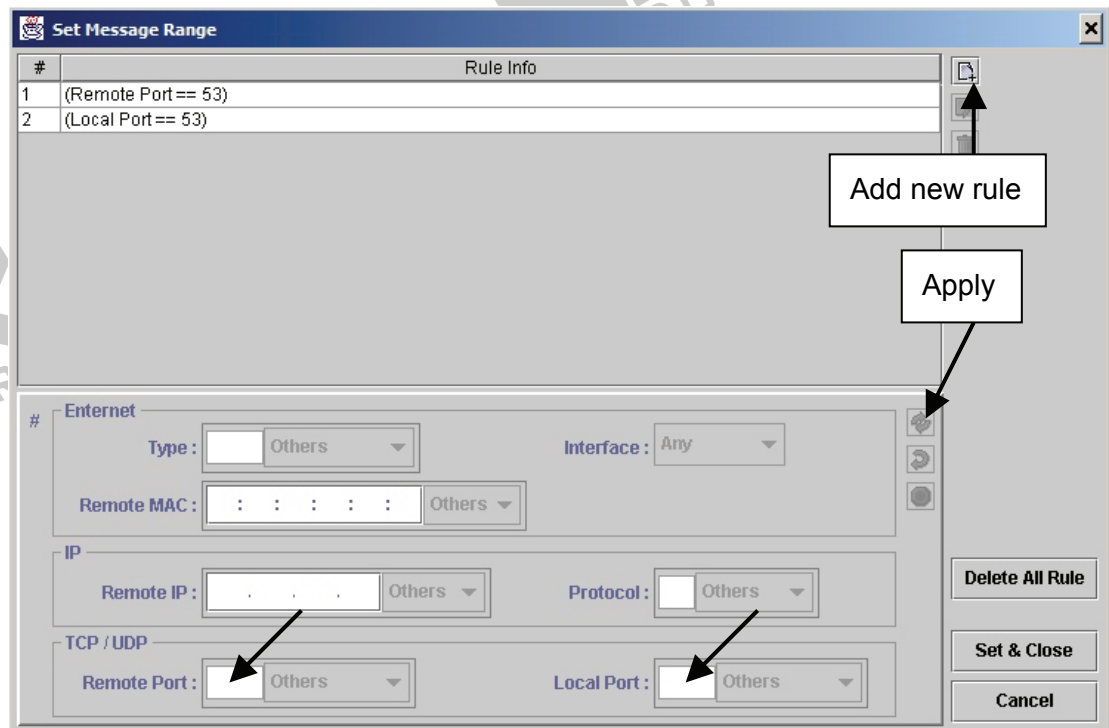 Set Message Range
# Rule Info
1 (Remote Port == 53)
2 (Local Port == 53)
Add new rule
Apply
# Enternet
Type : Others Interface : Any
Remote MAC : : : : : : Others
IP
Remote IP : . . . Others Protocol : Others
TCP / UDP
Remote Port : Others Local Port : Others
Delete All Rule
Set & Close
Cancel